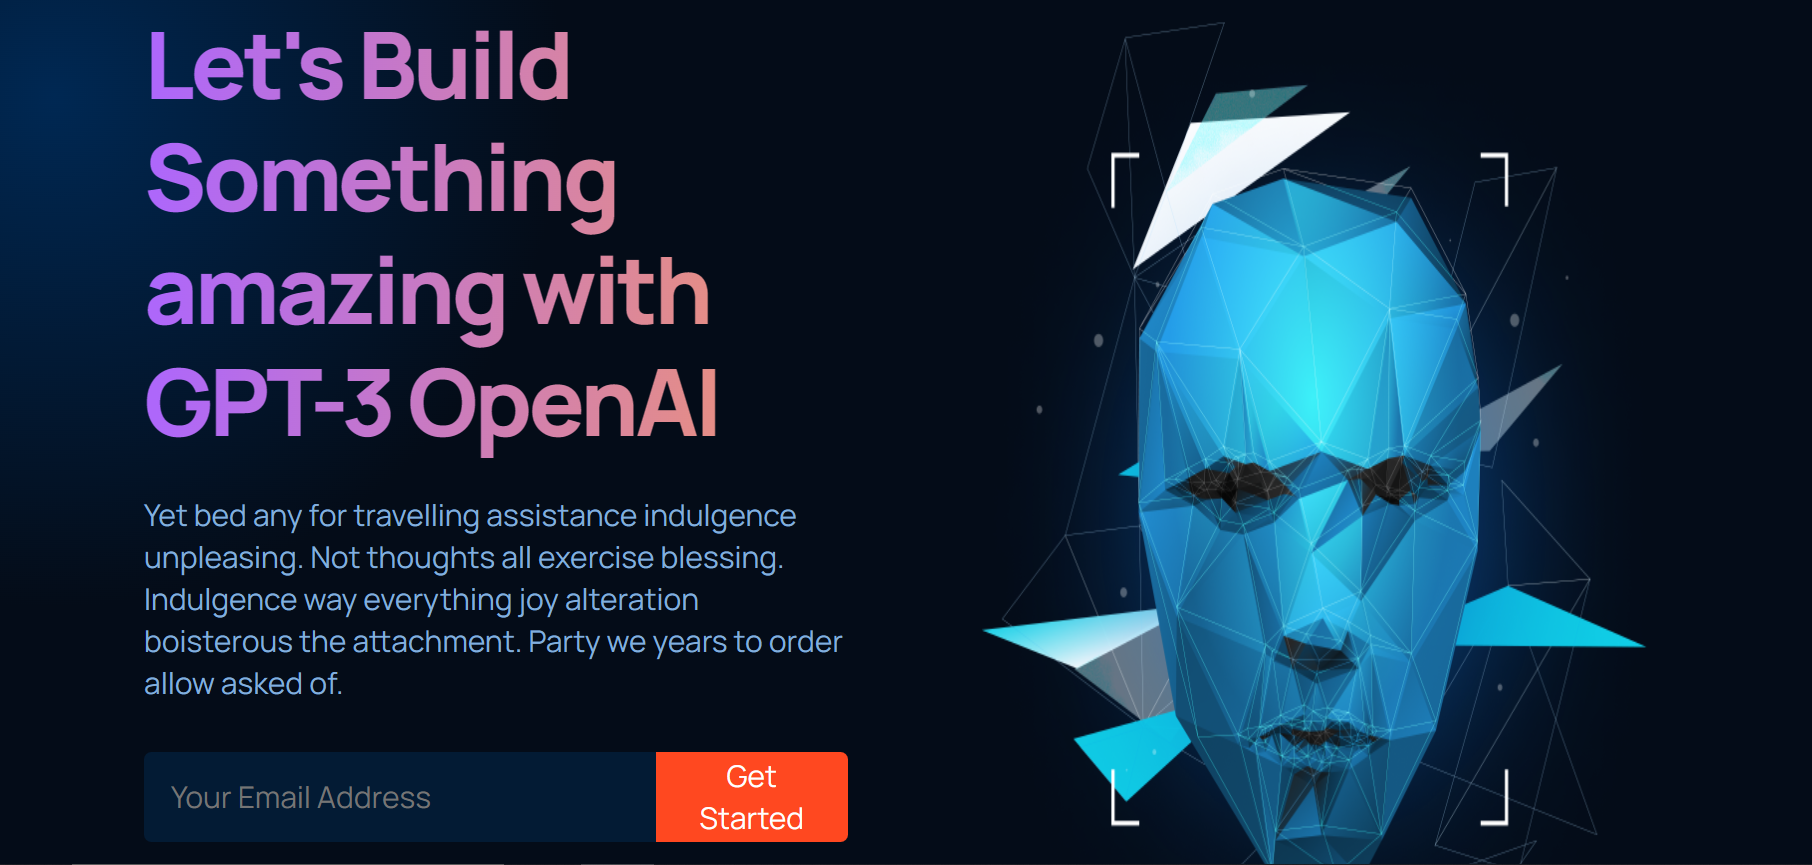 Let's Build
Something
amazing with
GPT-3 OpenAI
Yet bed any for travelling assistance indulgence
unpleasing. Not thoughts all exercise blessing.
Indulgence way everything joy alteration
boisterous the attachment. Party we years to order
allow asked of.
Your Email Address
Get
Started